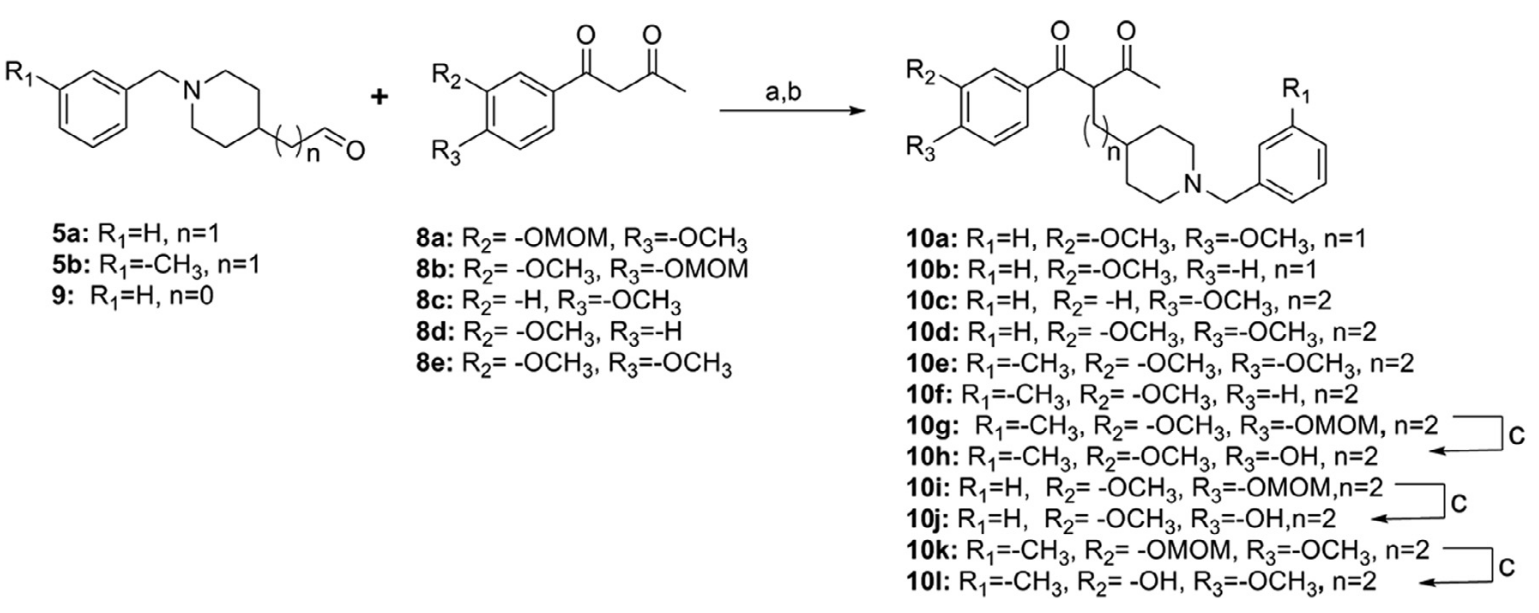 R1
N
( )n
O
+
O O
R2
R3
a,b
O O
R2
R3
( )n
N
R1
5a: R1=H, n=1
5b: R1=-CH3, n=1
9: R1=H, n=0
8a: R2= -OMOM, R3=-OCH3
8b: R2= -OCH3, R3=-OMOM
8c: R2= -H, R3=-OCH3
8d: R2= -OCH3, R3=-H
8e: R2= -OCH3, R3=-OCH3
10a: R1=H, R2=-OCH3, R3=-OCH3, n=1
10b: R1=H, R2=-OCH3, R3=-H, n=1
10c: R1=H, R2= -H, R3=-OCH3, n=2
10d: R1=H, R2= -OCH3, R3=-OCH3, n=2
10e: R1=-CH3, R2= -OCH3, R3=-OCH3, n=2
10f: R1=-CH3, R2= -OCH3, R3=-H, n=2
10g: R1=-CH3, R2= -OCH3, R3=-OMOM, n=2
c
10h: R1=-CH3, R2=-OCH3, R3=-OH, n=2
10i: R1=H, R2= -OCH3, R3=-OMOM,n=2
c
10j: R1=H, R2= -OCH3, R3=-OH,n=2
10k: R1=-CH3, R2= -OMOM, R3=-OCH3, n=2
c
10l: R1=-CH3, R2= -OH, R3=-OCH3, n=2